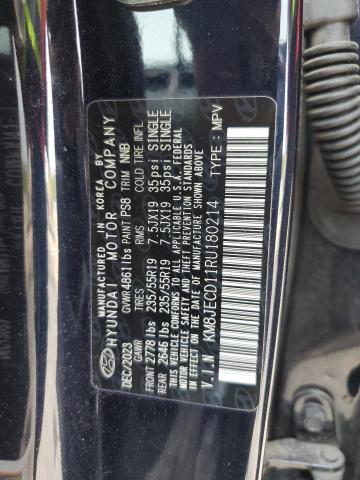 MANUFACTURED IN KOREA BY
HYUNDAI MOTOR COMPANY
DEC/2023 GVWR 4861 lbs PAINT PS8 TRIM NNB
GAWR TIRES RIMS COLD TIRE INFL.
FRONT 2778 lbs 235/55R19 7.5JX19 35psi SINGLE
REAR 2646 lbs 235/55R19 7.5JX19 35psi SINGLE
THIS VEHICLE CONFORMS TO ALL APPLICABLE U.S.A FEDERAL
MOTOR VEHICLE SAFETY STANDARDS IN EFFECT ON THE DATE
OF MANUFACTURE SHOWN ABOVE
V.I.N : KM8JECD11RU180214 TYPE: MPV